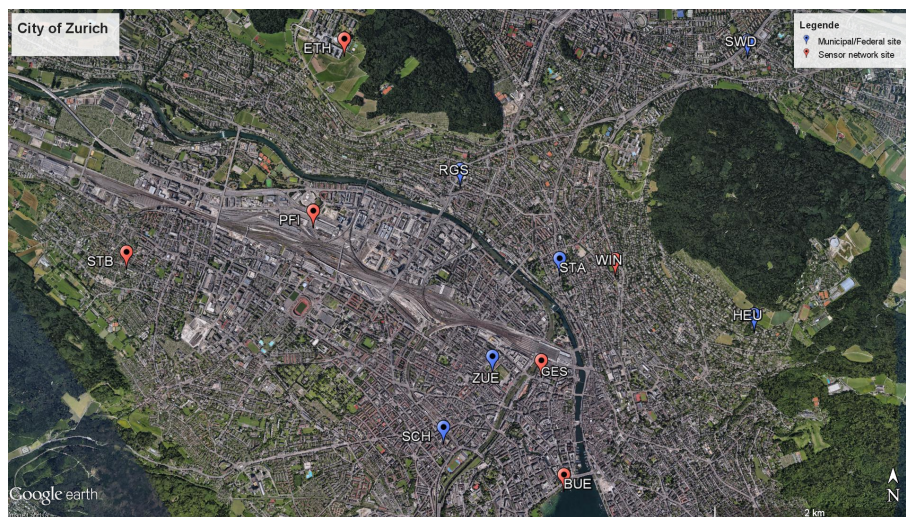 City of Zurich
Legende
Municipal/Federal site
Sensor network site
ETH
SWD
RGS
PFI
STB
STA
WIN
HEU
ZUE
GES
SCH
BUE
Google earth
N
2 km